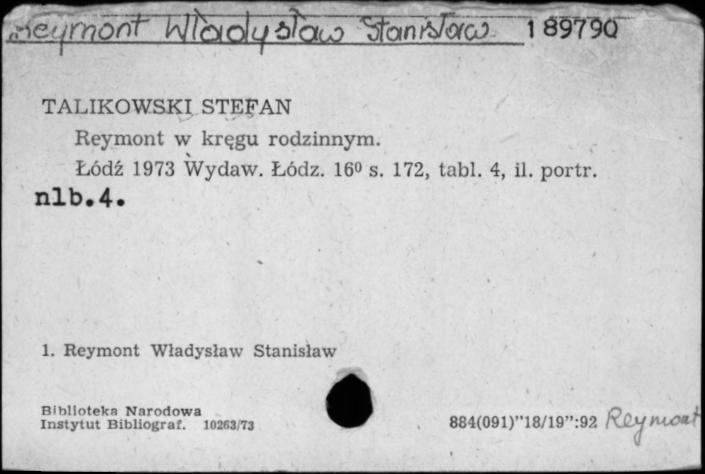 Reymont Władysław Stanisław 189790
TALIKOWSKI STEFAN
Reymont w kręgu rodzinnym.
Łódź 1973 Wydaw. Łódz. 16⁰ s. 172, tabl. 4, il. portr.
nlb.4.
1. Reymont Władysław Stanisław
Biblioteka Narodowa
Instytut Bibliograf. 10263/73
884(091)"18/19":92 Reymont